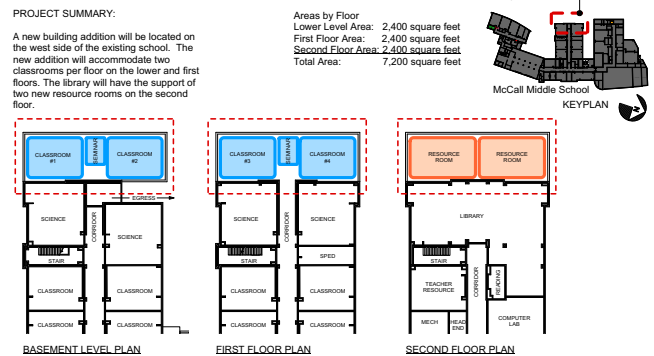 PROJECT SUMMARY:
A new building addition will be located on
the west side of the existing school. The
new addition will accommodate two
classrooms per floor on the lower and first
floors. The library will have the support of
two new resource rooms on the second
floor.
Areas by Floor
Lower Level Area: 2,400 square feet
First Floor Area: 2,400 square feet
Second Floor Area: 2,400 square feet
Total Area: 7,200 square feet
McCall Middle School
KEYPLAN
CLASSROOM
#1
SEMINAR
CLASSROOM
#2
EGRESS
SCIENCE
CORRIDOR
SCIENCE
STAIR
CLASSROOM
CLASSROOM
CLASSROOM
CLASSROOM
BASEMENT LEVEL PLAN
CLASSROOM
#3
SEMINAR
CLASSROOM
#4
SCIENCE
CORRIDOR
SCIENCE
STAIR
SPED
CLASSROOM
CLASSROOM
CLASSROOM
CLASSROOM
FIRST FLOOR PLAN
RESOURCE
ROOM
RESOURCE
ROOM
LIBRARY
STAIR
TEACHER
RESOURCE
CORRIDOR
READING
MECH
HEAD
END
COMPUTER
LAB
SECOND FLOOR PLAN